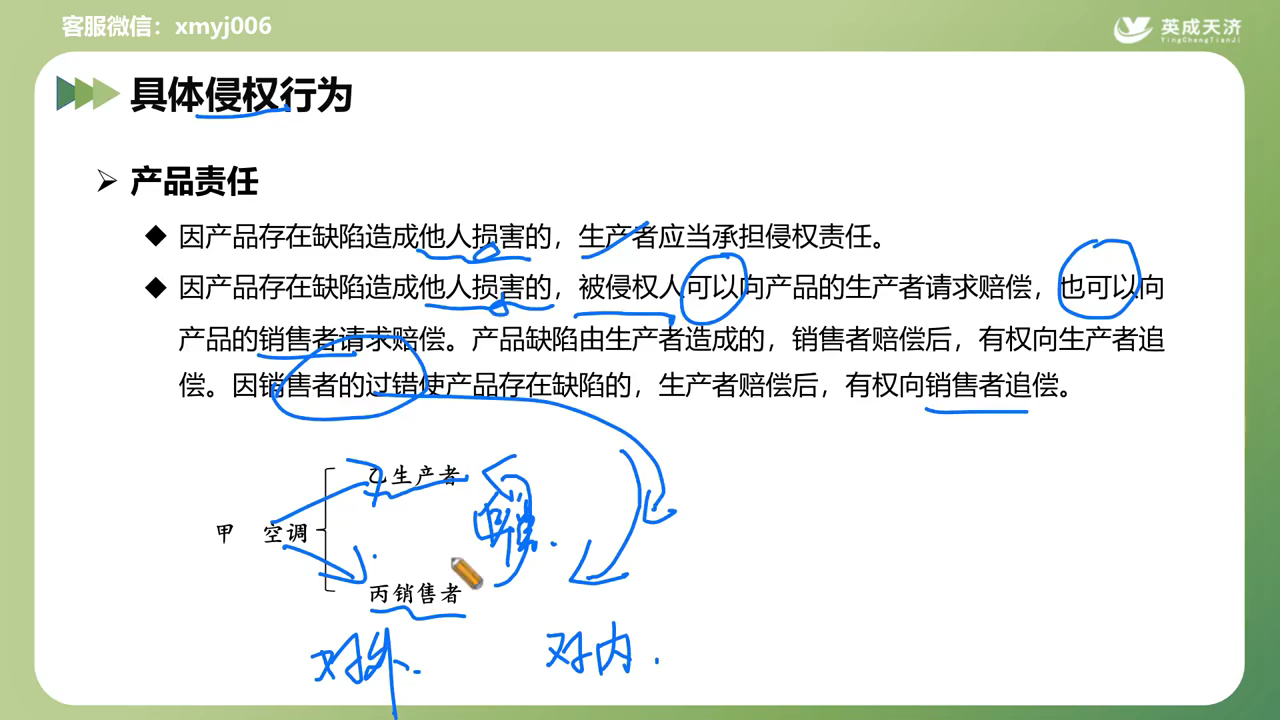 客服微信：xmyj006
英成天济
YingChengTianJi
具体侵权行为
产品责任
因产品存在缺陷造成他人损害的，生产者应当承担侵权责任。
因产品存在缺陷造成他人损害的，被侵权人可以向产品的生产者请求赔偿，也可以向
产品的销售者请求赔偿。产品缺陷由生产者造成的，销售者赔偿后，有权向生产者追
偿。因销售者的过错使产品存在缺陷的，生产者赔偿后，有权向销售者追偿。
乙生产者
甲 空调
丙销售者
对外. 对内.